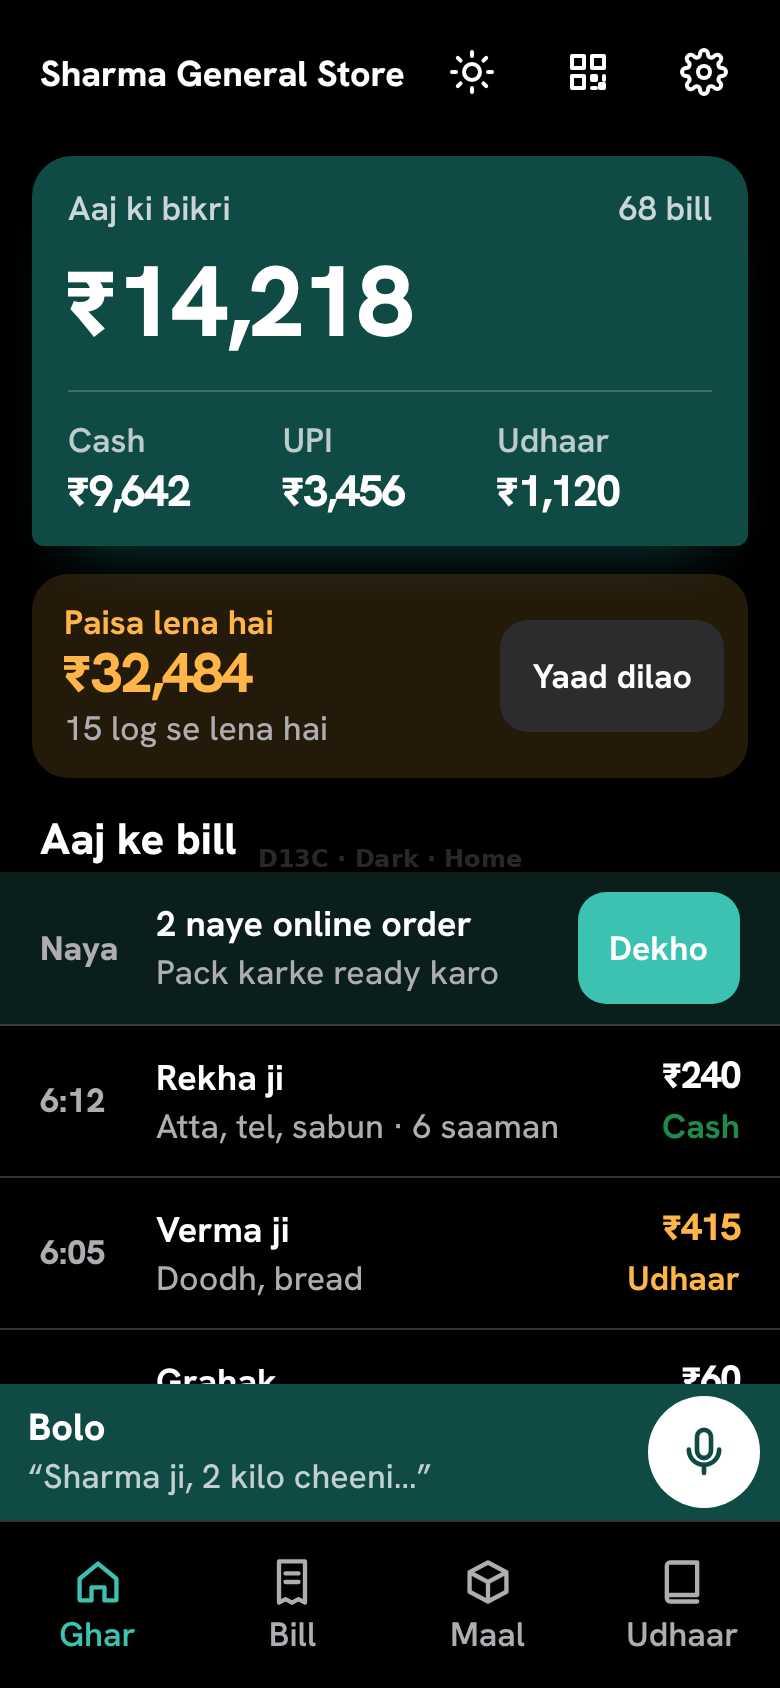 Sharma General Store
Aaj ki bikri
68 bill
₹14,218
Cash
UPI
Udhaar
₹9,642
₹3,456
₹1,120
Paisa lena hai
₹32,484
15 log se lena hai
Yaad dilao
Aaj ke bill
D13C · Dark · Home
Naya
2 naye online order
Pack karke ready karo
Dekho
6:12
Rekha ji
₹240
Atta, tel, sabun · 6 saaman
Cash
6:05
Verma ji
₹415
Doodh, bread
Udhaar
Grahak
₹60
Bolo
“Sharma ji, 2 kilo cheeni...”
Ghar
Bill
Maal
Udhaar